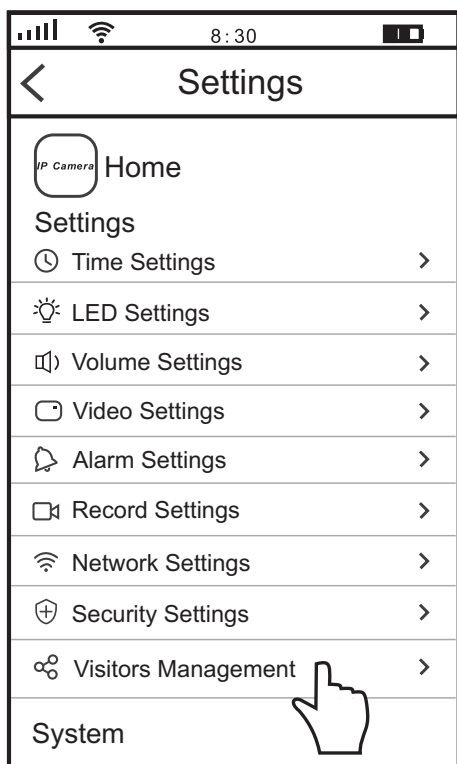 8:30
Settings
IP Camera Home
Settings
Time Settings
LED Settings
Volume Settings
Video Settings
Alarm Settings
Record Settings
Network Settings
Security Settings
Visitors Management
System